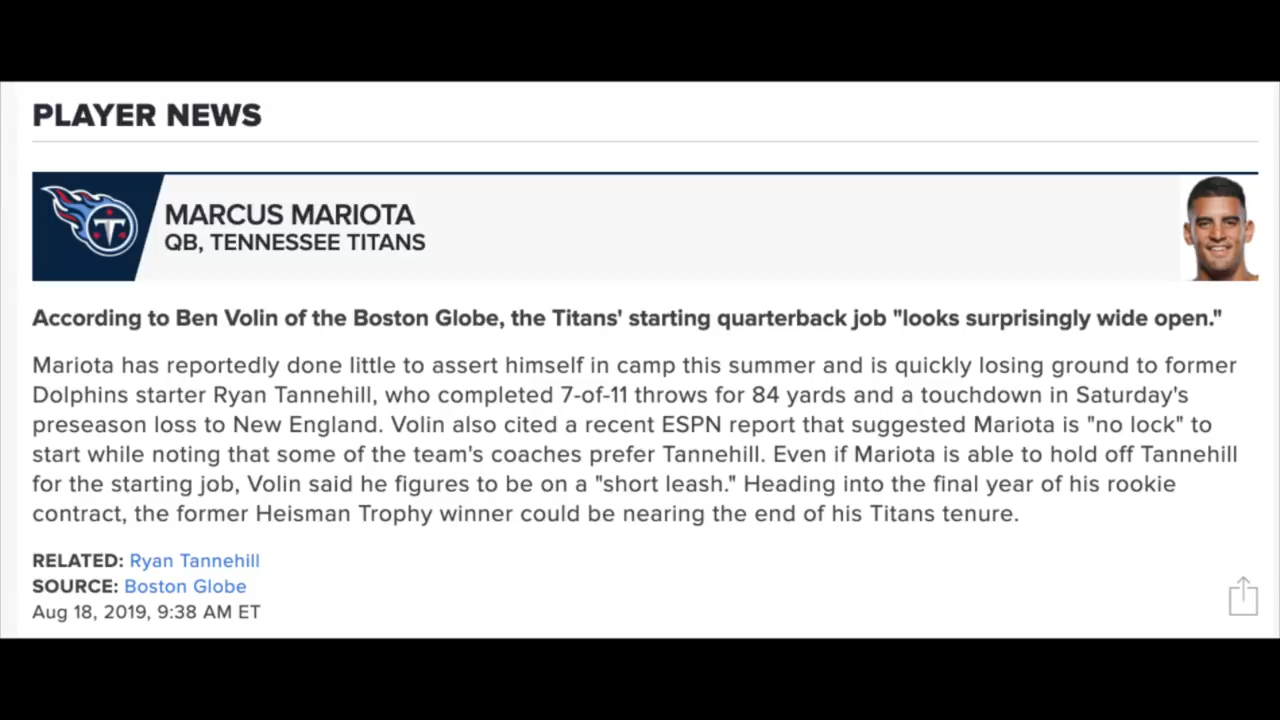 PLAYER NEWS
MARCUS MARIOTA
QB, TENNESSEE TITANS
According to Ben Volin of the Boston Globe, the Titans' starting quarterback job "looks surprisingly wide open."
Mariota has reportedly done little to assert himself in camp this summer and is quickly losing ground to former
Dolphins starter Ryan Tannehill, who completed 7-of-11 throws for 84 yards and a touchdown in Saturday's
preseason loss to New England. Volin also cited a recent ESPN report that suggested Mariota is "no lock" to
start while noting that some of the team's coaches prefer Tannehill. Even if Mariota is able to hold off Tannehill
for the starting job, Volin said he figures to be on a "short leash." Heading into the final year of his rookie
contract, the former Heisman Trophy winner could be nearing the end of his Titans tenure.
RELATED: Ryan Tannehill
SOURCE: Boston Globe
Aug 18, 2019, 9:38 AM ET